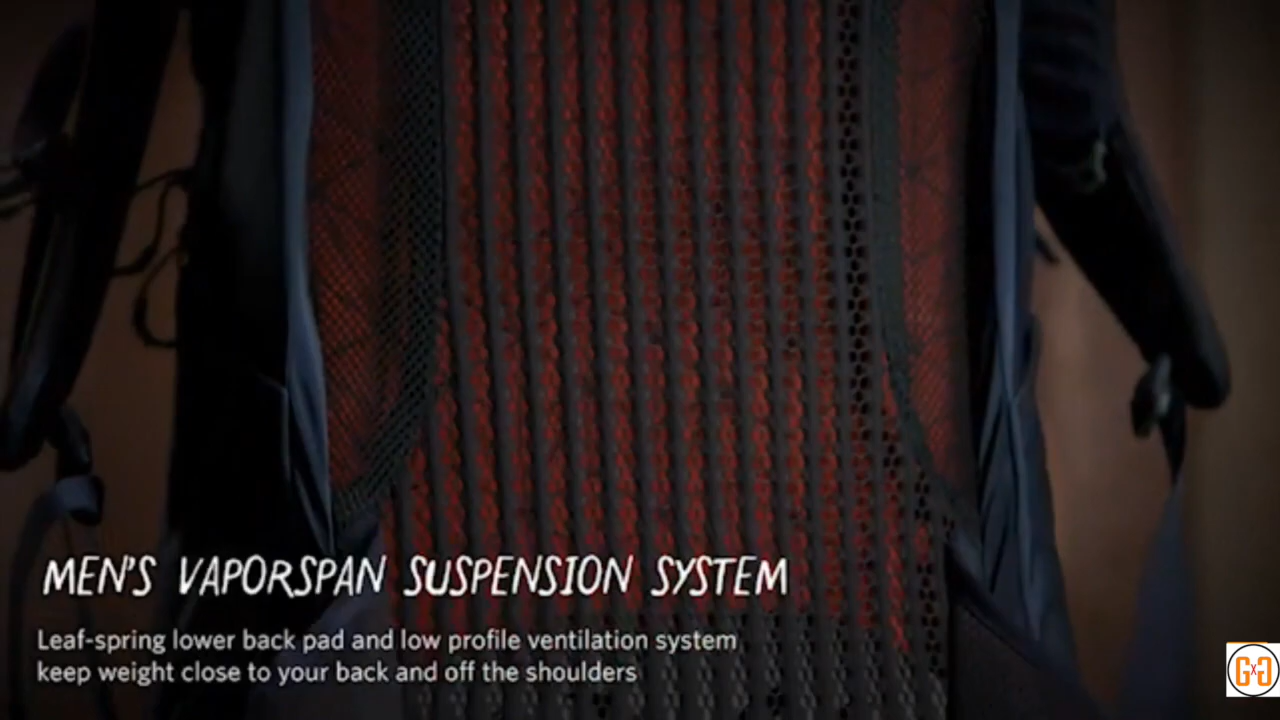 MEN'S VAPORSPAN SUSPENSION SYSTEM
Leaf-spring lower back pad and low profile ventilation system
keep weight close to your back and off the shoulders
GxG